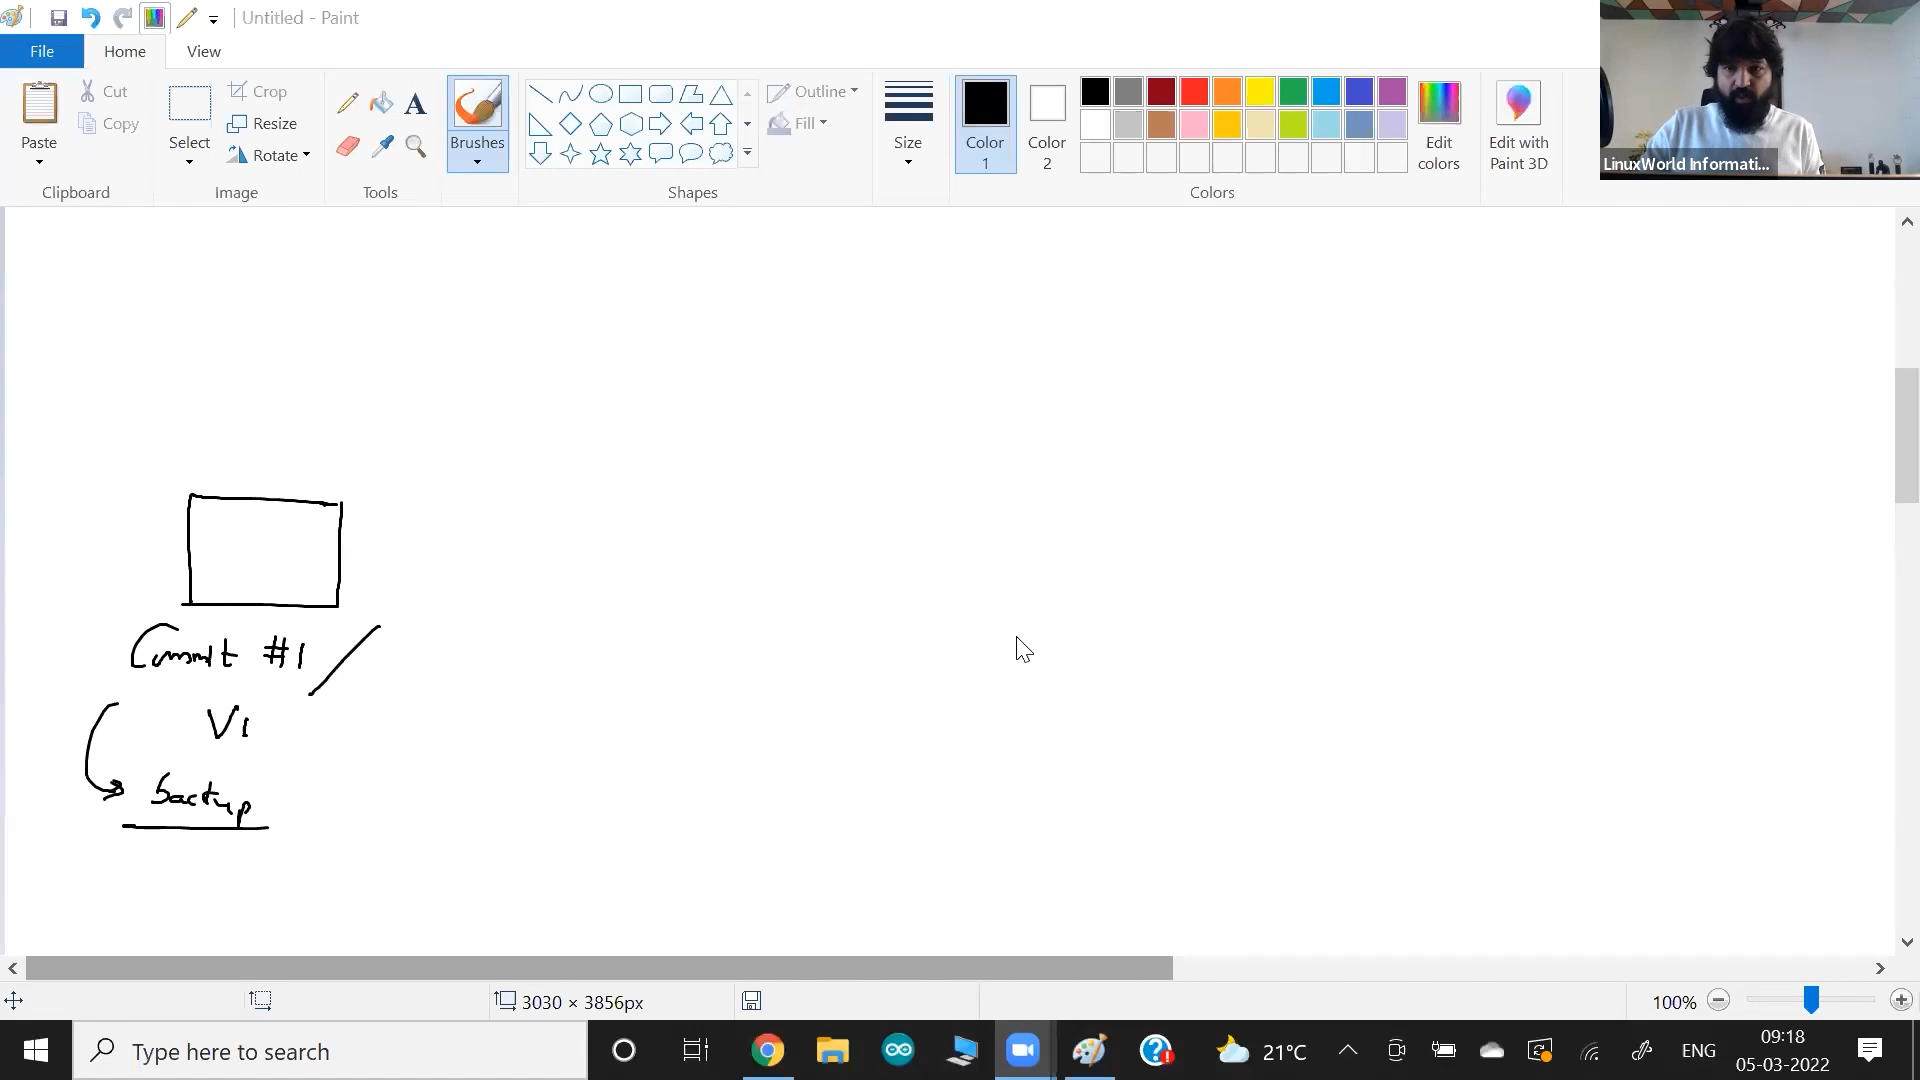 Untitled - Paint
File Home View
Paste Cut Copy Clipboard
Select Crop Resize Rotate Image
Tools
Brushes
Shapes
Outline Fill
Size
Color 1
Color 2
Edit colors
Colors
Edit with Paint 3D
LinuxWorld Informati...
Commit #1
V1
backup
3030 × 3856px
100%
Type here to search
21°C
ENG
09:18
05-03-2022